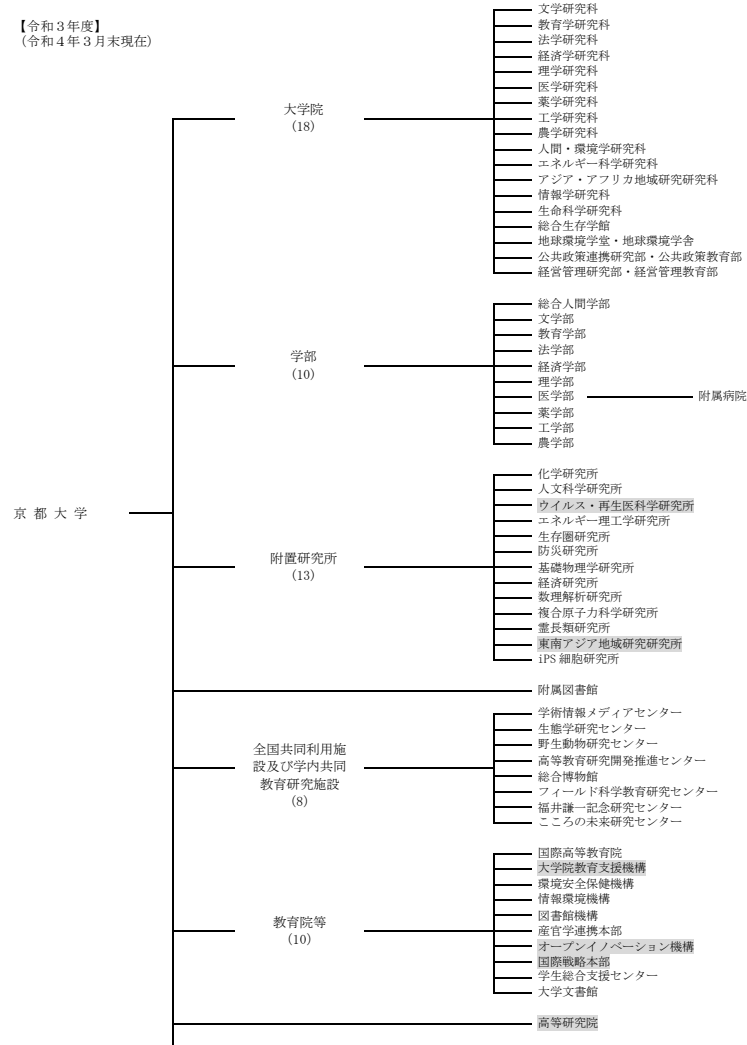 【令和3年度】
(令和4年3月末現在)
京都大学
大学院
(18)
文学研究科
教育学研究科
法学研究科
経済学研究科
理学研究科
医学研究科
薬学研究科
工学研究科
農学研究科
人間・環境学研究科
エネルギー科学研究科
アジア・アフリカ地域研究研究科
情報学研究科
生命科学研究科
総合生存学館
地球環境学堂・地球環境学舎
公共政策連携研究部・公共政策教育部
経営管理研究部・経営管理教育部
学部
(10)
総合人間学部
文学部
教育学部
法学部
経済学部
理学部
医学部 附属病院
薬学部
工学部
農学部
附置研究所
(13)
化学研究所
人文科学研究所
ウイルス・再生医科学研究所
エネルギー理工学研究所
生存圏研究所
防災研究所
基礎物理学研究所
経済研究所
数理解析研究所
複合原子力科学研究所
霊長類研究所
東南アジア地域研究研究所
iPS 細胞研究所
附属図書館
全国共同利用施
設及び学内共同
教育研究施設
(8)
学術情報メディアセンター
生態学研究センター
野生動物研究センター
高等教育研究開発推進センター
総合博物館
フィールド科学教育研究センター
福井謙一記念研究センター
こころの未来研究センター
教育院等
(10)
国際高等教育院
大学院教育支援機構
環境安全保健機構
情報環境機構
図書館機構
産官学連携本部
オープンイノベーション機構
国際戦略本部
学生総合支援センター
大学文書館
高等研究院